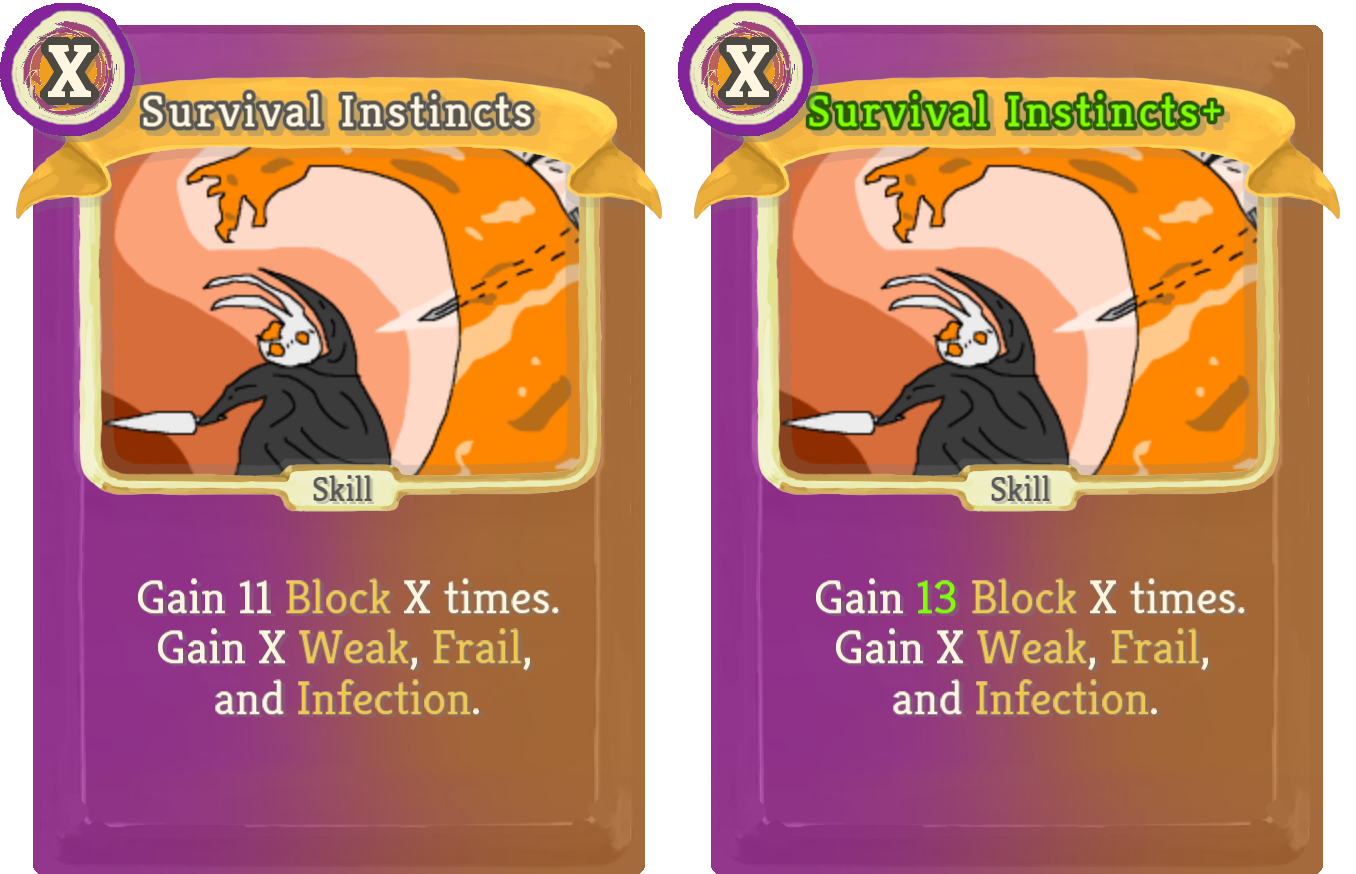 X
Survival Instincts
Skill
Gain 11 Block X times.
Gain X Weak, Frail,
and Infection.
X
Survival Instincts+
Skill
Gain 13 Block X times.
Gain X Weak, Frail,
and Infection.